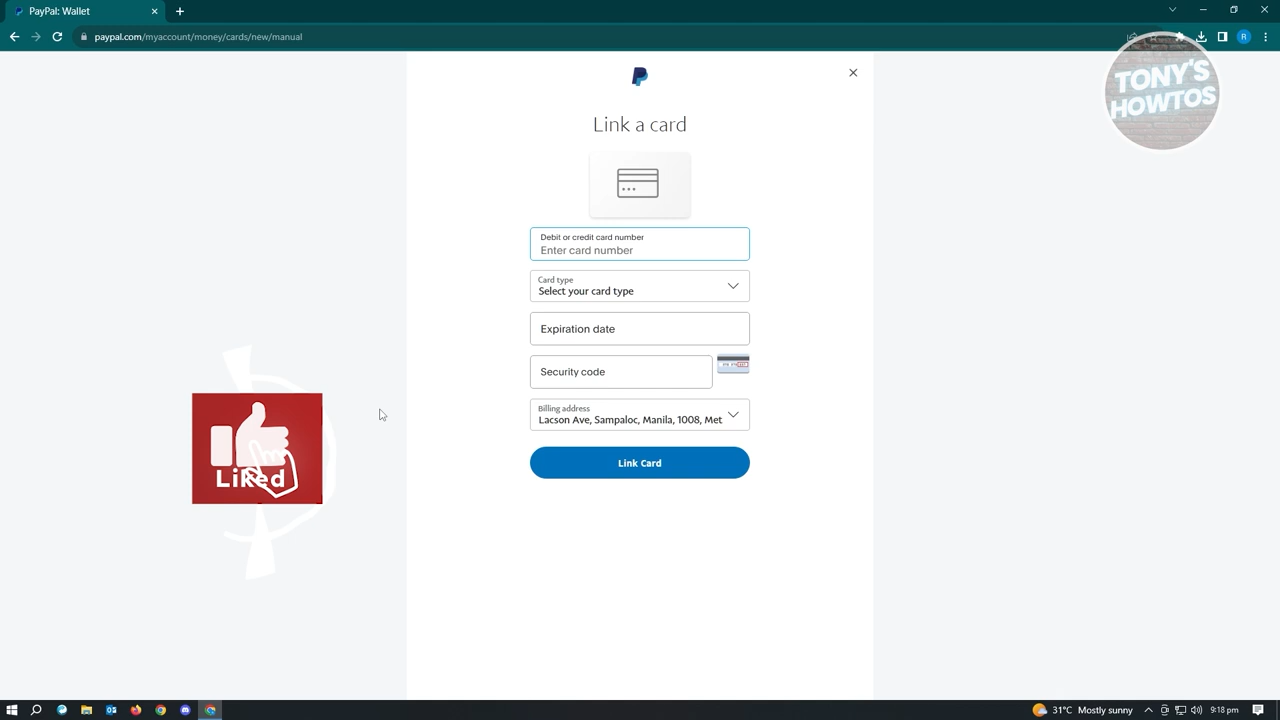 PayPal: Wallet
paypal.com/myaccount/money/cards/new/manual
R
TONY'S
HOWTOS
Link a card
Debit or credit card number
Enter card number
Card type
Select your card type
Expiration date
Security code
Billing address
Lacson Ave, Sampaloc, Manila, 1008, Met
Link Card
Liked
31°C Mostly sunny
9:18 pm